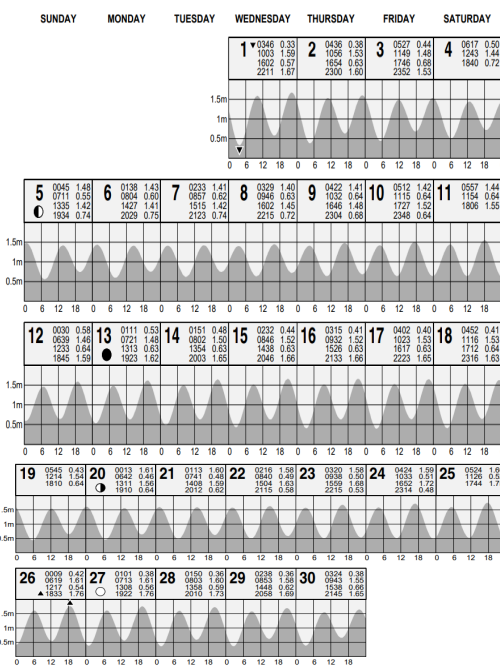 SUNDAY MONDAY TUESDAY WEDNESDAY THURSDAY FRIDAY SATURDAY
1 ▼0346 0.33 2 0436 0.38 3 0527 0.44 4 0617 0.50
1003 1.59 1056 1.53 1149 1.48 1243 1.44
1602 0.57 1654 0.63 1746 0.68 1840 0.72
2211 1.67 2300 1.60 2352 1.53
1.5m
1m
0.5m
0 6 12 18 0 6 12 18 0 6 12 18 0 6 12 18
5 0045 1.48 6 0138 1.43 7 0233 1.41 8 0329 1.40 9 0422 1.41 10 0512 1.42 11 0557 1.44
0711 0.55 0804 0.60 0857 0.62 0946 0.63 1032 0.64 1115 0.64 1154 0.64
1335 1.42 1427 1.41 1515 1.42 1602 1.45 1646 1.48 1727 1.52 1806 1.55
1934 0.74 2029 0.75 2123 0.74 2215 0.72 2304 0.68 2348 0.64
1.5m
1m
0.5m
0 6 12 18 0 6 12 18 0 6 12 18 0 6 12 18 0 6 12 18 0 6 12 18 0 6 12 18
12 0030 0.58 13 0111 0.53 14 0151 0.48 15 0232 0.44 16 0315 0.41 17 0402 0.40 18 0452 0.41
0639 1.46 0721 1.48 0802 1.50 0846 1.52 0932 1.52 1023 1.53 1116 1.53
1233 0.64 1313 0.63 1354 0.63 1438 0.63 1526 0.63 1617 0.63 1712 0.64
1845 1.59 1923 1.62 2003 1.65 2046 1.66 2133 1.66 2223 1.65 2316 1.63
1.5m
1m
0.5m
0 6 12 18 0 6 12 18 0 6 12 18 0 6 12 18 0 6 12 18 0 6 12 18 0 6 12 18
19 0545 0.43 20 0013 1.61 21 0113 1.60 22 0216 1.58 23 0320 1.58 24 0424 1.59 25 0524
1214 1.54 0642 0.46 0741 0.48 0840 0.49 0938 0.50 1033 0.51 1126
1810 0.64 1311 1.56 1408 1.59 1504 1.63 1559 1.68 1652 1.72 1744
1910 0.64 2012 0.62 2115 0.58 2215 0.53 2314 0.48
.5m
1m
0.5m
0 6 12 18 0 6 12 18 0 6 12 18 0 6 12 18 0 6 12 18 0 6 12 18 0 6 12 18
26 0009 0.42 27 0101 0.38 28 0150 0.36 29 0238 0.36 30 0324 0.38
0619 1.61 0713 1.61 0803 1.60 0853 1.58 0943 1.55
1217 0.54 1308 0.56 1358 0.59 1448 0.62 1538 0.66
▲1833 1.76 1922 1.76 2010 1.73 2058 1.69 2145 1.65
.5m
1m
0.5m
0 6 12 18 0 6 12 18 0 6 12 18 0 6 12 18 0 6 12 18